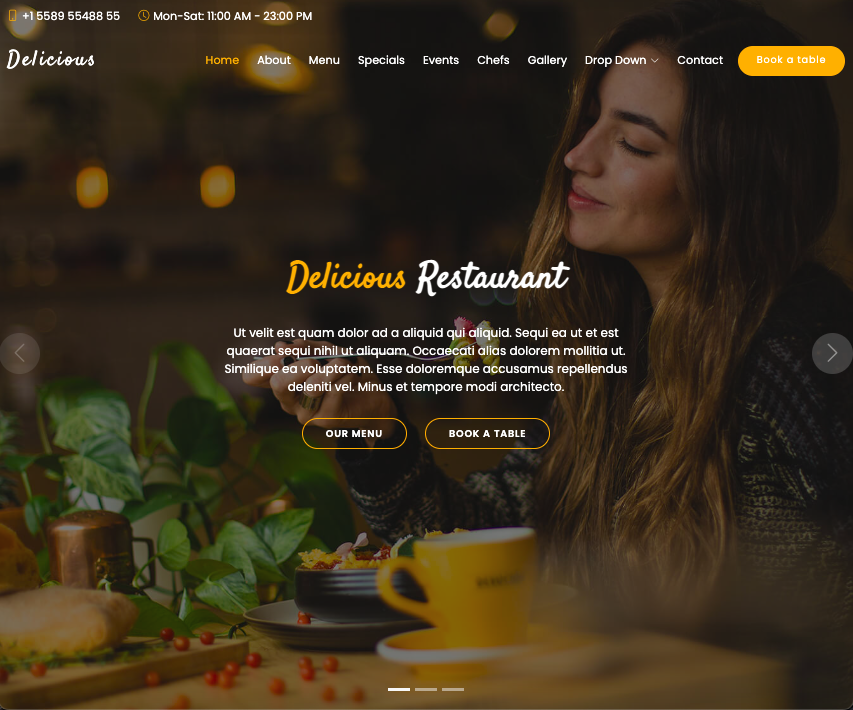 +1 5589 55488 55 Mon-Sat: 11:00 AM - 23:00 PM
Delicious Home About Menu Specials Events Chefs Gallery Drop Down Contact Book a table
Delicious Restaurant
Ut velit est quam dolor ad a aliquid qui aliquid. Sequi ea ut et est
quaerat sequi nihil ut aliquam. Occaecati alias dolorem mollitia ut.
Similique ea voluptatem. Esse doloremque accusamus repellendus
deleniti vel. Minus et tempore modi architecto.
OUR MENU BOOK A TABLE